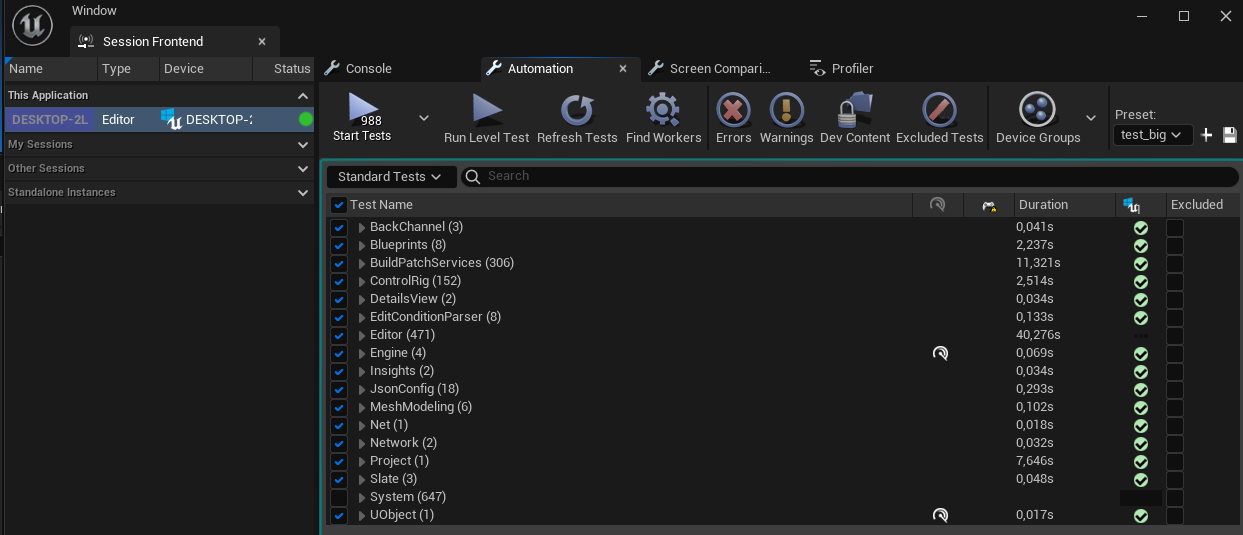 Window
Session Frontend
Name Type Device Status
This Application
DESKTOP-2L Editor DESKTOP-2
My Sessions
Other Sessions
Standalone Instances
Console Automation Screen Compari... Profiler
988
Start Tests Run Level Test Refresh Tests Find Workers Errors Warnings Dev Content Excluded Tests Device Groups
Preset:
test_big
Standard Tests Search
Test Name Duration Excluded
BackChannel (3) 0,041s
Blueprints (8) 2,237s
BuildPatchServices (306) 11,321s
ControlRig (152) 2,514s
DetailsView (2) 0,034s
EditConditionParser (8) 0,133s
Editor (471) 40,276s
Engine (4) 0,069s
Insights (2) 0,034s
JsonConfig (18) 0,293s
MeshModeling (6) 0,102s
Net (1) 0,018s
Network (2) 0,032s
Project (1) 7,646s
Slate (3) 0,048s
System (647)
UObject (1) 0,017s